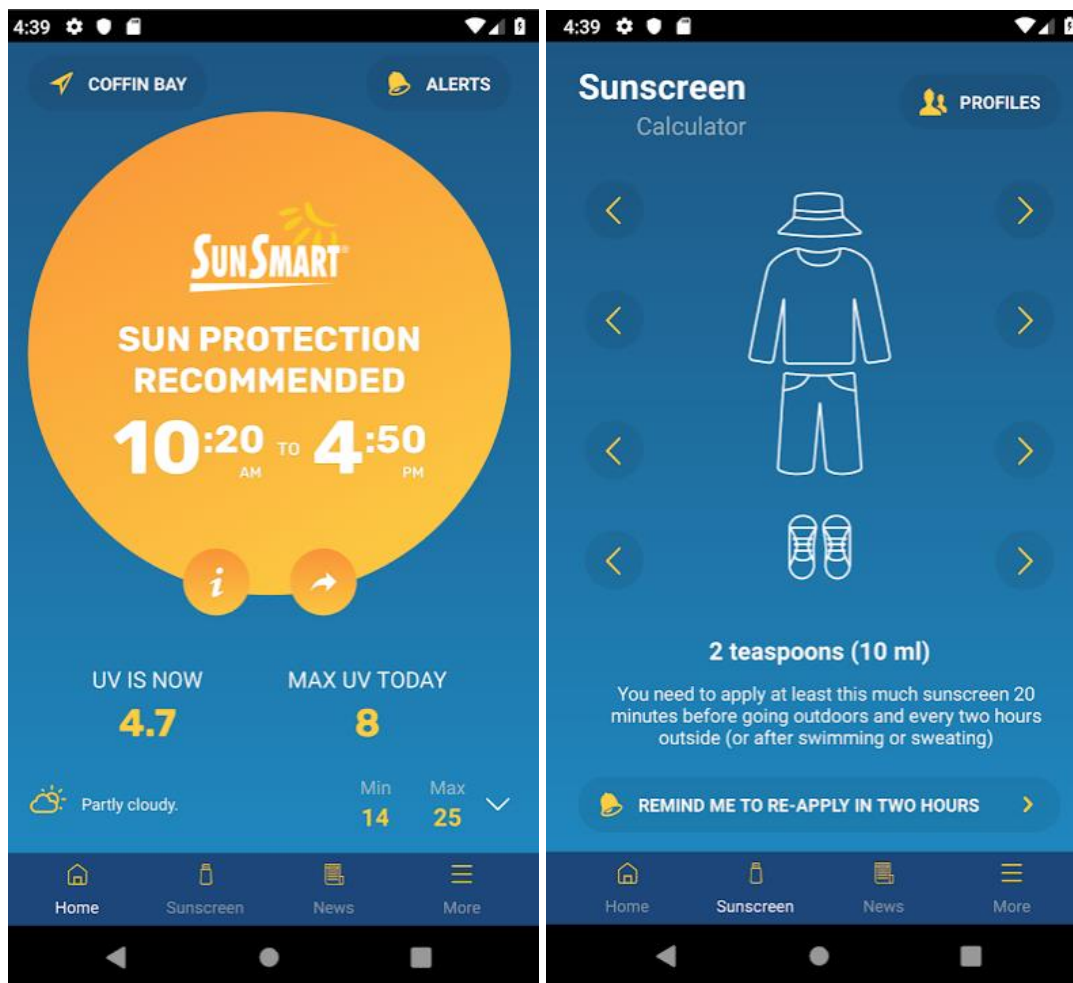 4:39
COFFIN BAY
ALERTS
SUNSMART®
SUN PROTECTION
RECOMMENDED
10:20 AM TO 4:50 PM
i
UV IS NOW
4.7
MAX UV TODAY
8
Partly cloudy.
Min
14
Max
25
Home
Sunscreen
News
More
4:39
Sunscreen
Calculator
PROFILES
2 teaspoons (10 ml)
You need to apply at least this much sunscreen 20
minutes before going outdoors and every two hours
outside (or after swimming or sweating)
REMIND ME TO RE-APPLY IN TWO HOURS
Home
Sunscreen
News
More